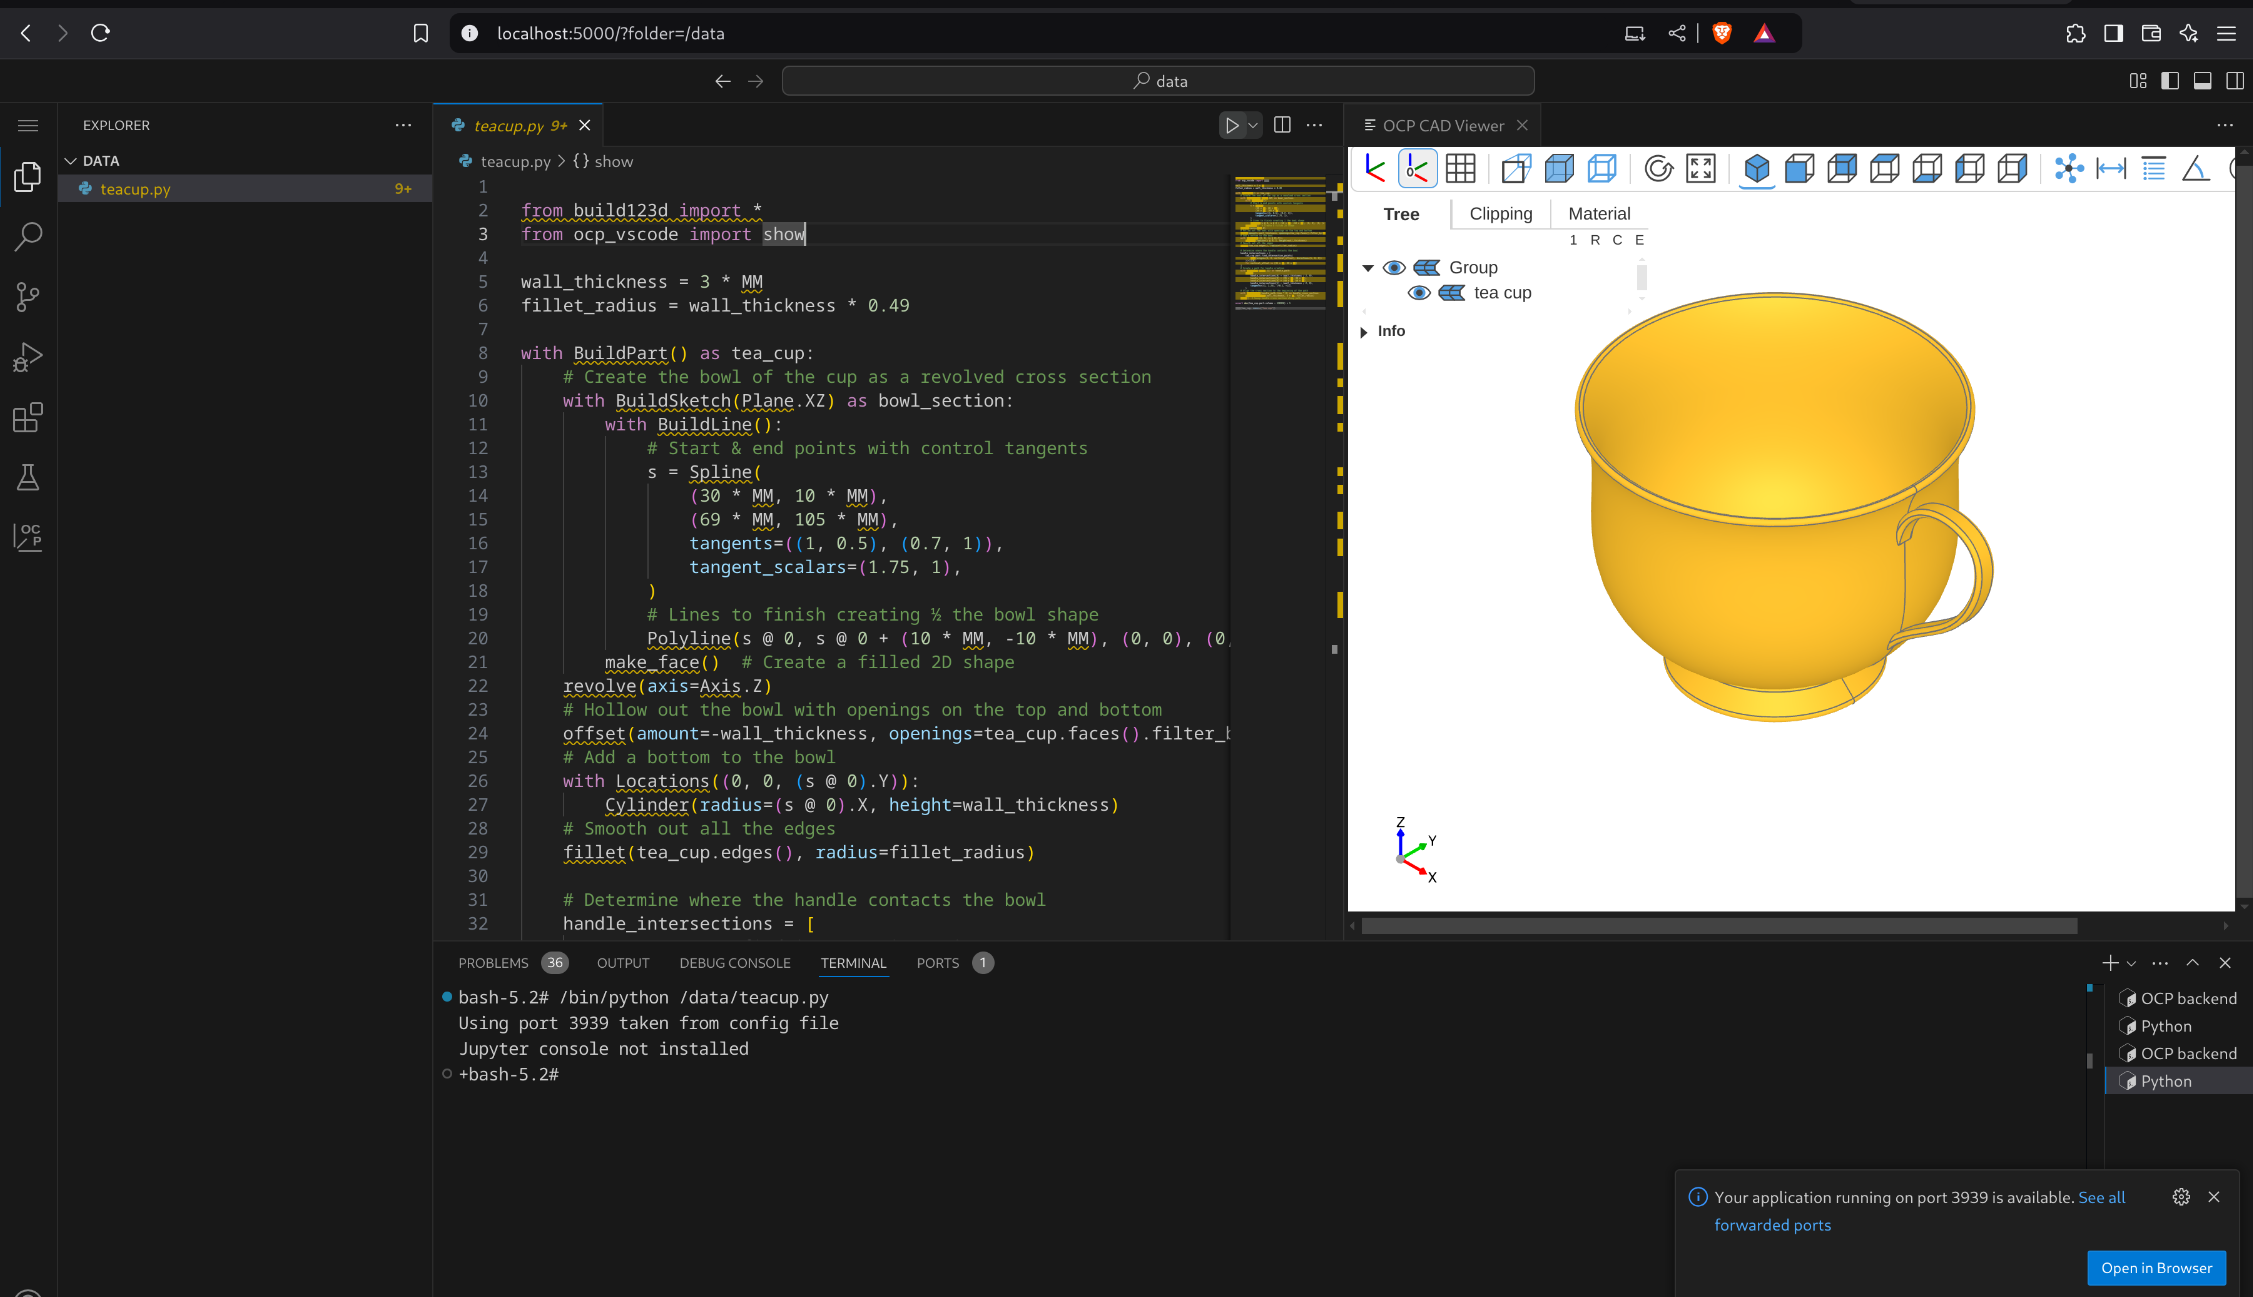 localhost:5000/?folder=/data
data
EXPLORER
DATA
teacup.py 9+
teacup.py 9+
teacup.py > {} show
1
2 from build123d import *
3 from ocp_vscode import show
4
5 wall_thickness = 3 * MM
6 fillet_radius = wall_thickness * 0.49
7
8 with BuildPart() as tea_cup:
9 # Create the bowl of the cup as a revolved cross section
10 with BuildSketch(Plane.XZ) as bowl_section:
11 with BuildLine():
12 # Start & end points with control tangents
13 s = Spline(
14 (30 * MM, 10 * MM),
15 (69 * MM, 105 * MM),
16 tangents=((1, 0.5), (0.7, 1)),
17 tangent_scalars=(1.75, 1),
18 )
19 # Lines to finish creating ½ the bowl shape
20 Polyline(s @ 0, s @ 0 + (10 * MM, -10 * MM), (0, 0), (0,
21 make_face() # Create a filled 2D shape
22 revolve(axis=Axis.Z)
23 # Hollow out the bowl with openings on the top and bottom
24 offset(amount=-wall_thickness, openings=tea_cup.faces().filter_b
25 # Add a bottom to the bowl
26 with Locations((0, 0, (s @ 0).Y)):
27 Cylinder(radius=(s @ 0).X, height=wall_thickness)
28 # Smooth out all the edges
29 fillet(tea_cup.edges(), radius=fillet_radius)
30
31 # Determine where the handle contacts the bowl
32 handle_intersections = [
OCP CAD Viewer
Tree Clipping Material
1 R C E
Group
tea cup
Info
Z
Y
X
OC
P
PROBLEMS 36 OUTPUT DEBUG CONSOLE TERMINAL PORTS 1
bash-5.2# /bin/python /data/teacup.py
Using port 3939 taken from config file
Jupyter console not installed
+bash-5.2#
OCP backend
Python
OCP backend
Python
Your application running on port 3939 is available. See all
forwarded ports
Open in Browser